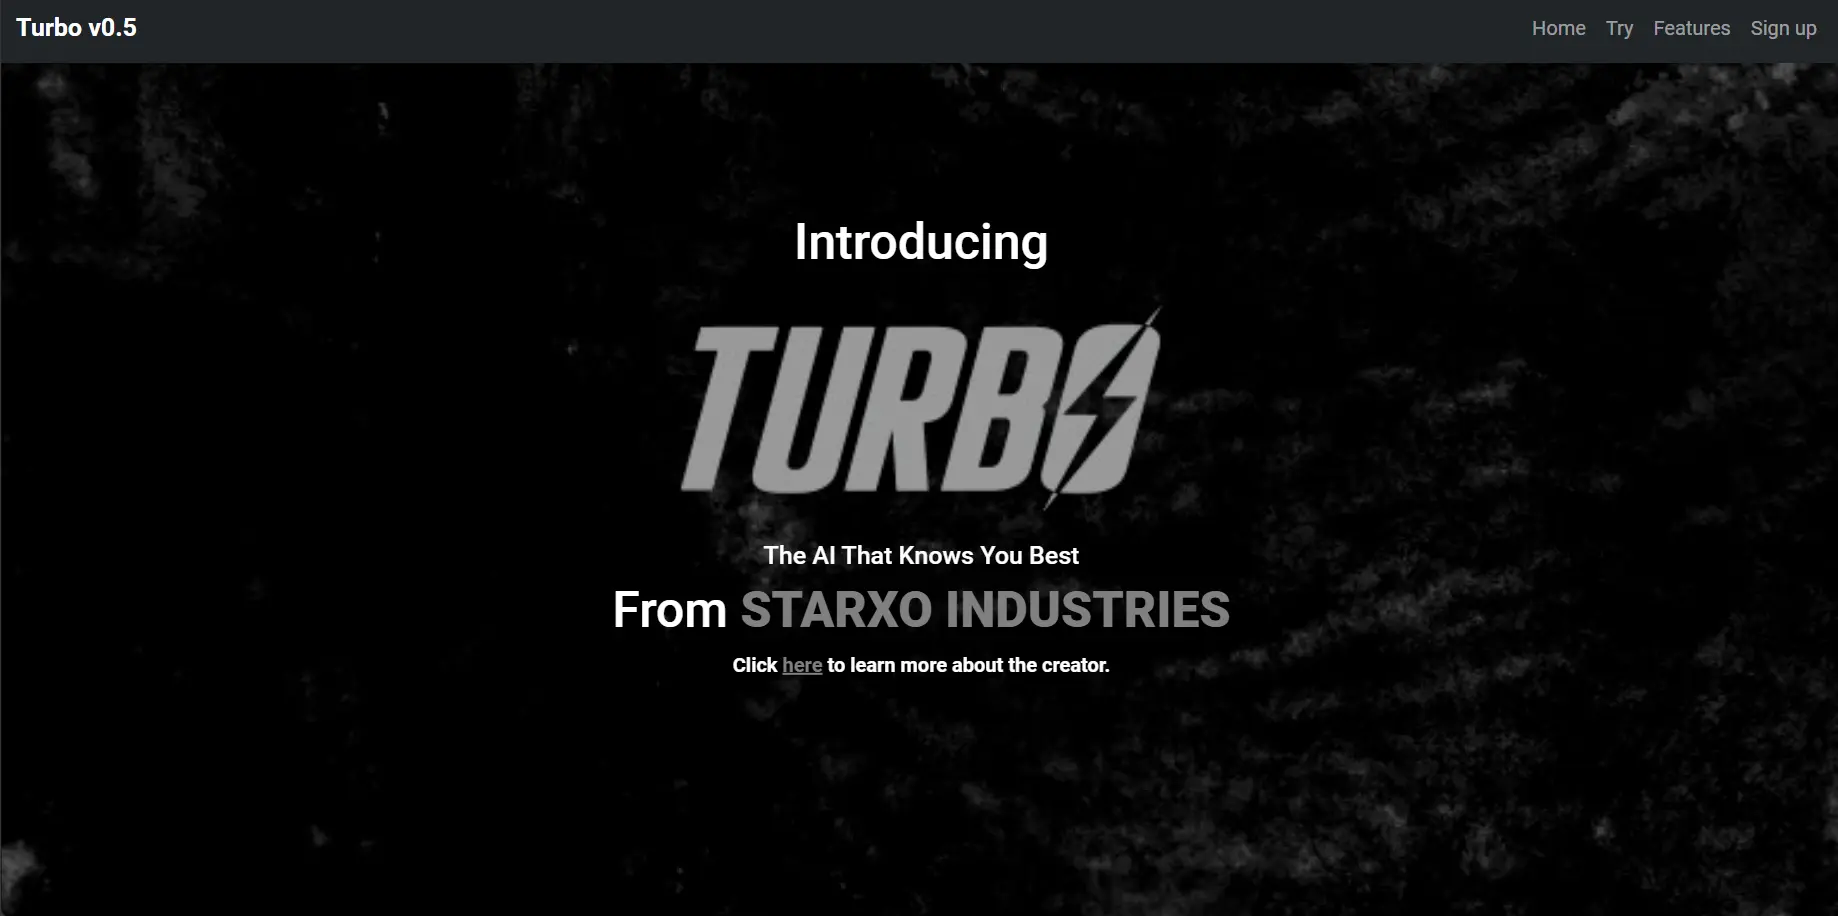 Turbo v0.5
Home Try Features Sign up
Introducing
TURBO
The AI That Knows You Best
From STARXO INDUSTRIES
Click here to learn more about the creator.